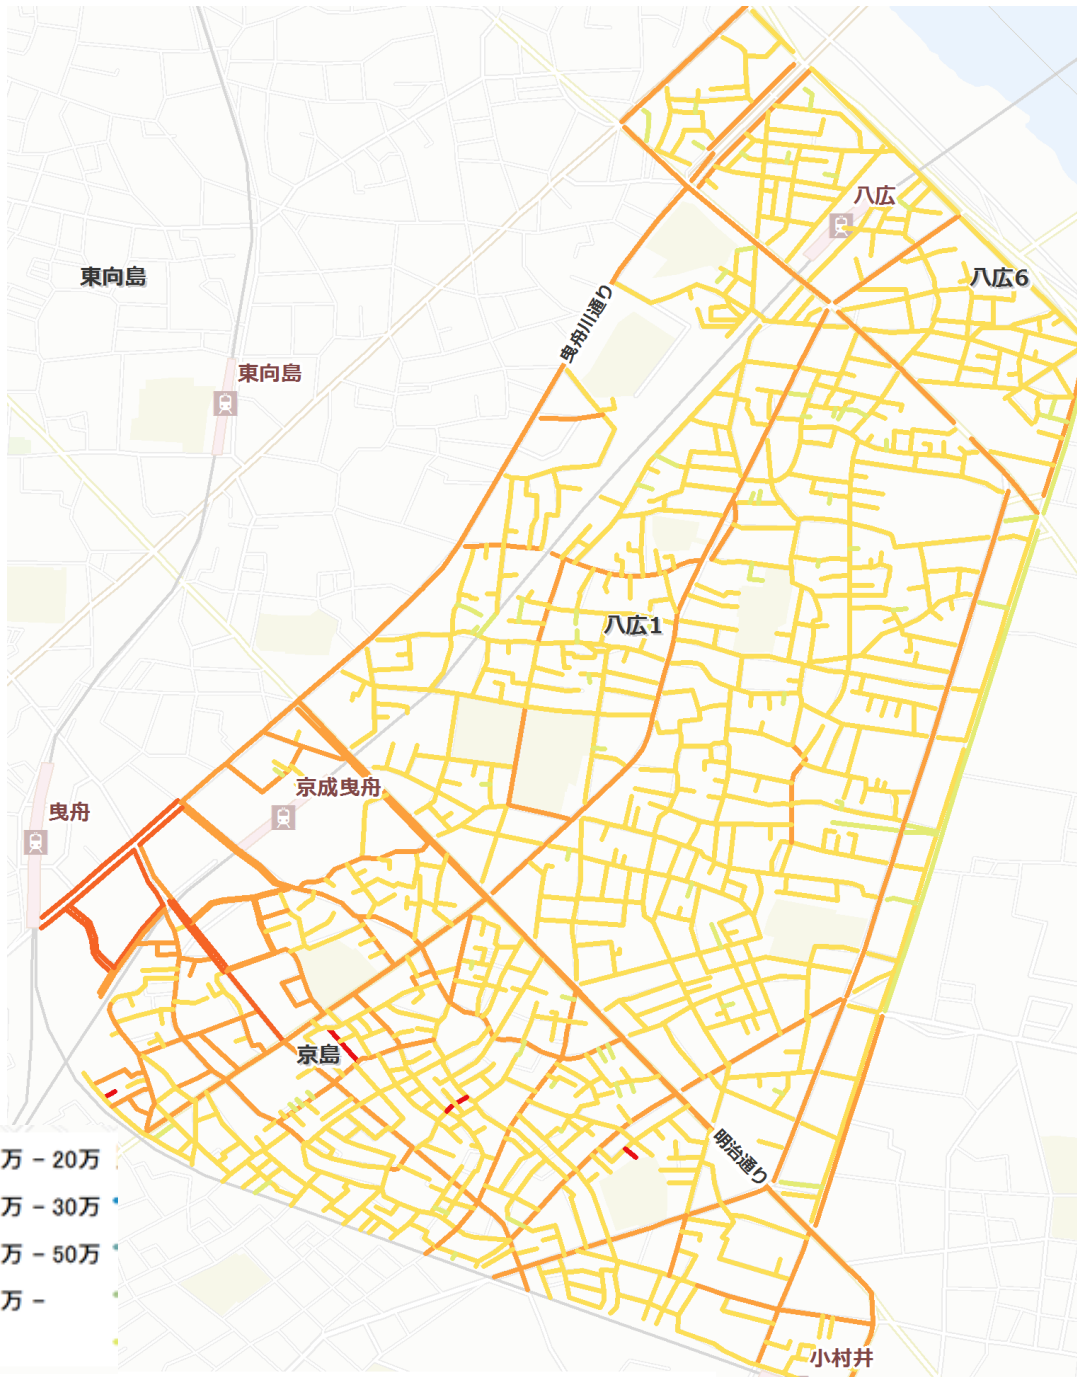 八広
東向島
八広6
曳舟川通り
東向島
八広1
京成曳舟
曳舟
京島
明治通り
万 - 20万
万 - 30万
万 - 50万
万 -
小村井